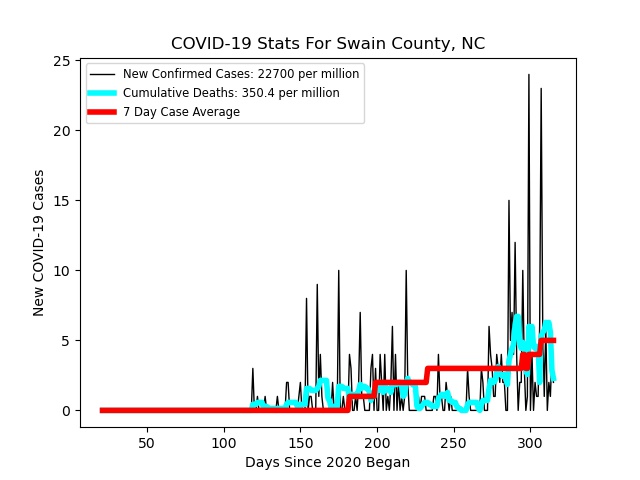 COVID-19 Stats For Swain County, NC
New Confirmed Cases: 22700 per million
Cumulative Deaths: 350.4 per million
7 Day Case Average
New COVID-19 Cases
25
20
15
10
5
0
50 100 150 200 250 300
Days Since 2020 Began